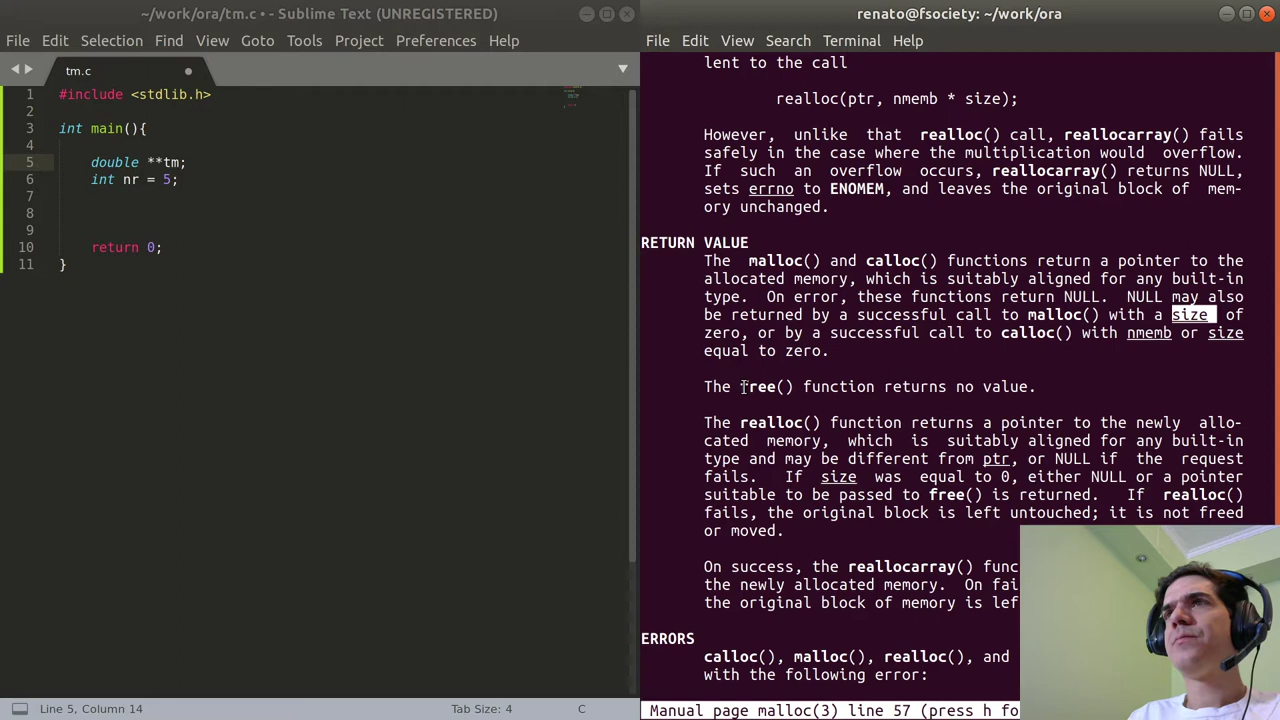 ~/work/ora/tm.c • - Sublime Text (UNREGISTERED)
File Edit Selection Find View Goto Tools Project Preferences Help
tm.c
1 #include <stdlib.h>
2
3 int main(){
4
5 double **tm;
6 int nr = 5;
7
8
9
10 return 0;
11 }
Line 5, Column 14 Tab Size: 4 C
renato@fsociety: ~/work/ora
File Edit View Search Terminal Help
lent to the call
realloc(ptr, nmemb * size);
However, unlike that realloc() call, reallocarray() fails
safely in the case where the multiplication would overflow.
If such an overflow occurs, reallocarray() returns NULL,
sets errno to ENOMEM, and leaves the original block of mem-
ory unchanged.
RETURN VALUE
The malloc() and calloc() functions return a pointer to the
allocated memory, which is suitably aligned for any built-in
type. On error, these functions return NULL. NULL may also
be returned by a successful call to malloc() with a size of
zero, or by a successful call to calloc() with nmemb or size
equal to zero.
The free() function returns no value.
The realloc() function returns a pointer to the newly allo-
cated memory, which is suitably aligned for any built-in
type and may be different from ptr, or NULL if the request
fails. If size was equal to 0, either NULL or a pointer
suitable to be passed to free() is returned. If realloc()
fails, the original block is left untouched; it is not freed
or moved.
On success, the reallocarray() func
the newly allocated memory. On fai
the original block of memory is lef
ERRORS
calloc(), malloc(), realloc(), and
with the following error:
Manual page malloc(3) line 57 (press h fo